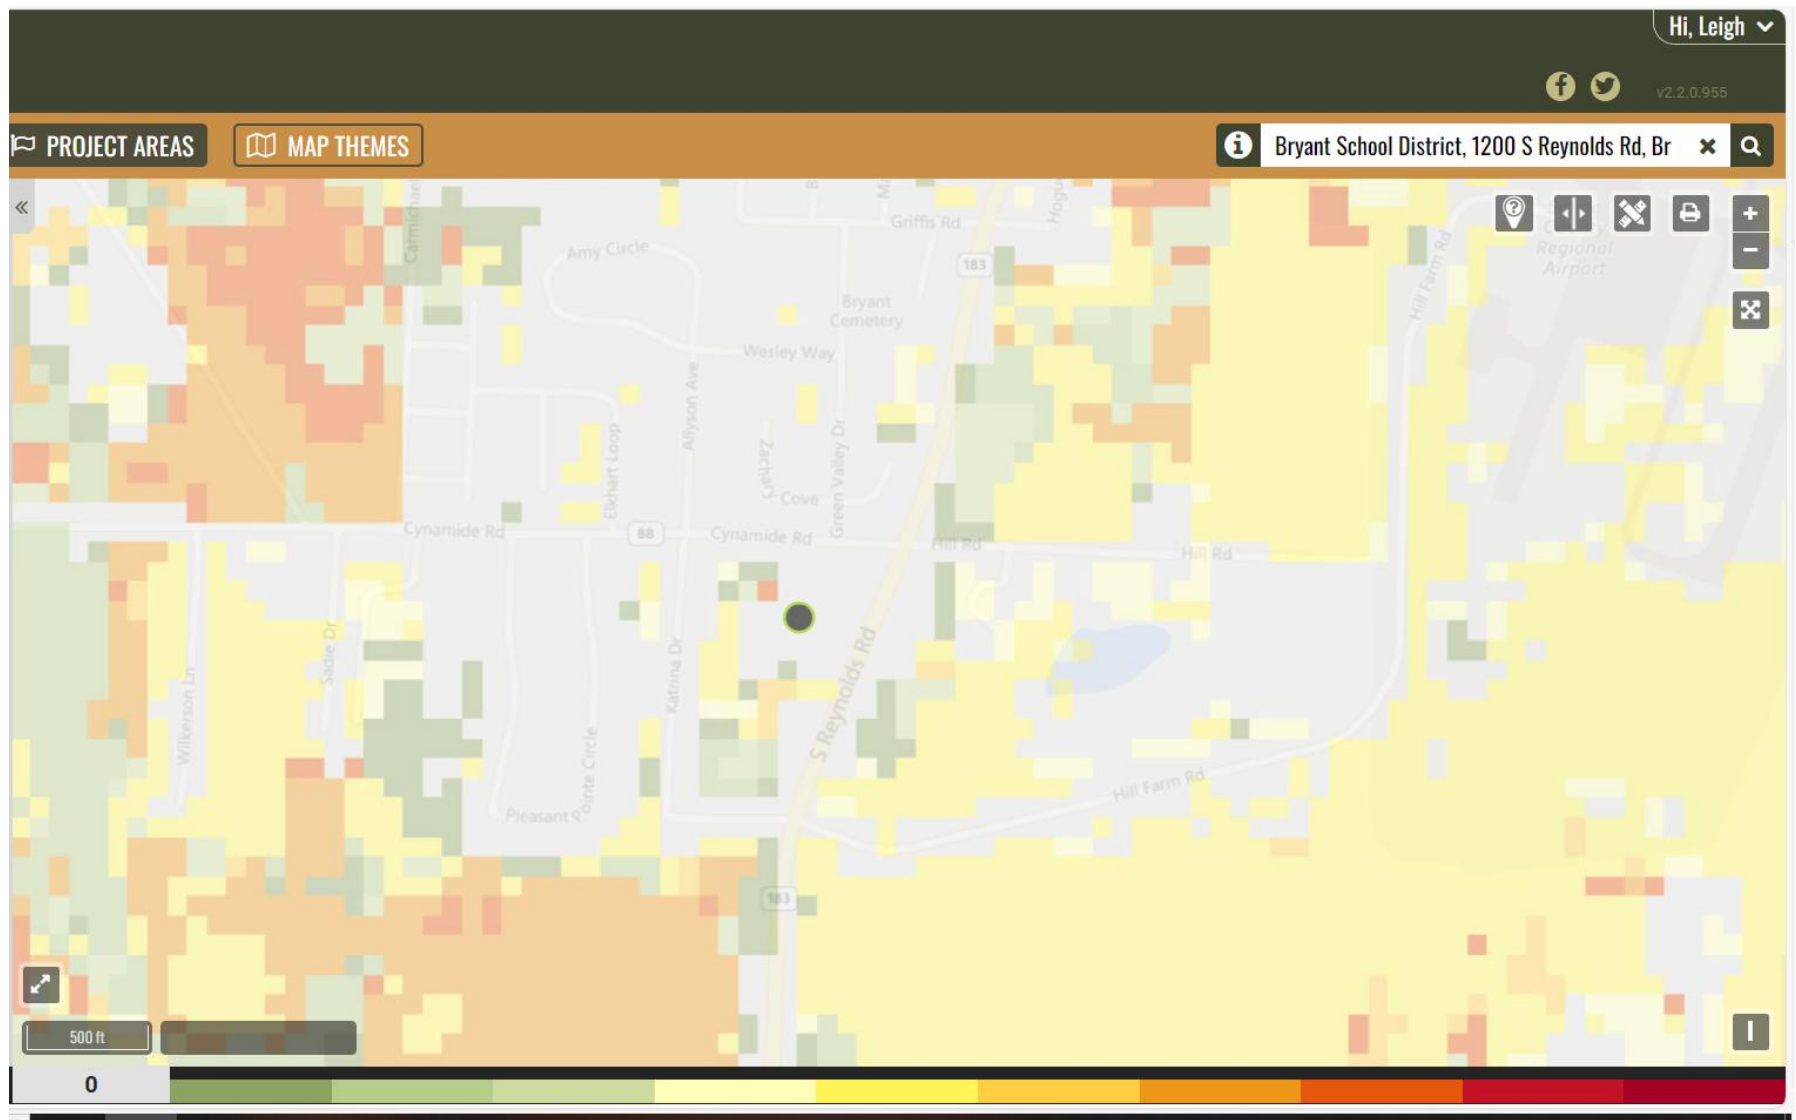 Hi, Leigh
v2.2.0.955
PROJECT AREAS
MAP THEMES
Bryant School District, 1200 S Reynolds Rd, Br
Carmichae
B
Ma
Hogu
Griffis Rd
Amy Circle
183
Hill Farm Rd
Regional
Airport
Bryant
Cemetery
Wesley Way
Allyson Ave
Elkhart Loop
Zachary
Cove
Green Valley Dr
Cynamide Rd
88
Cynamide Rd
Hill Rd
Hill Rd
Sadie Dr
Wilkerson Ln
Katrina Dr
S Reynolds Rd
Pleasant Pointe Circle
Hill Farm Rd
183
500 ft
0